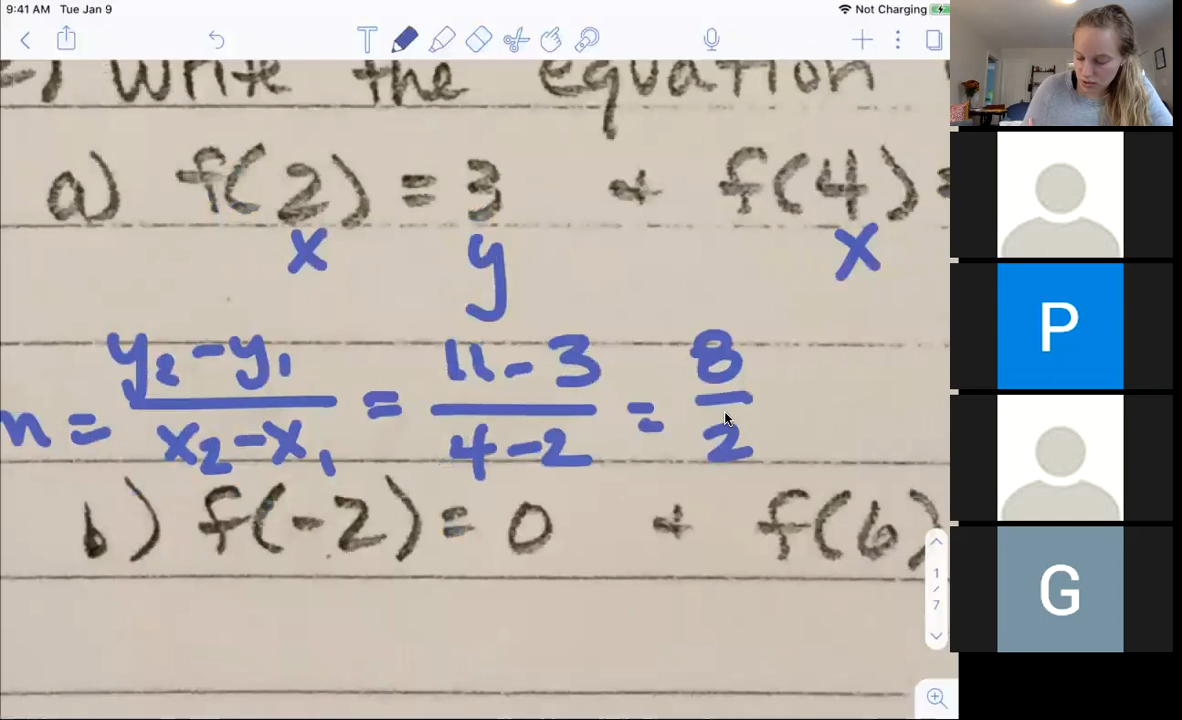 9:41 AM Tue Jan 9 Not Charging
Write the equation
a) f(2) = 3 + f(4) =
x y x
y₂-y₁ 11-3 8
m = = =
x₂-x₁ 4-2 2
b) f(-2) = 0 + f(6)
1
/
7
P
G